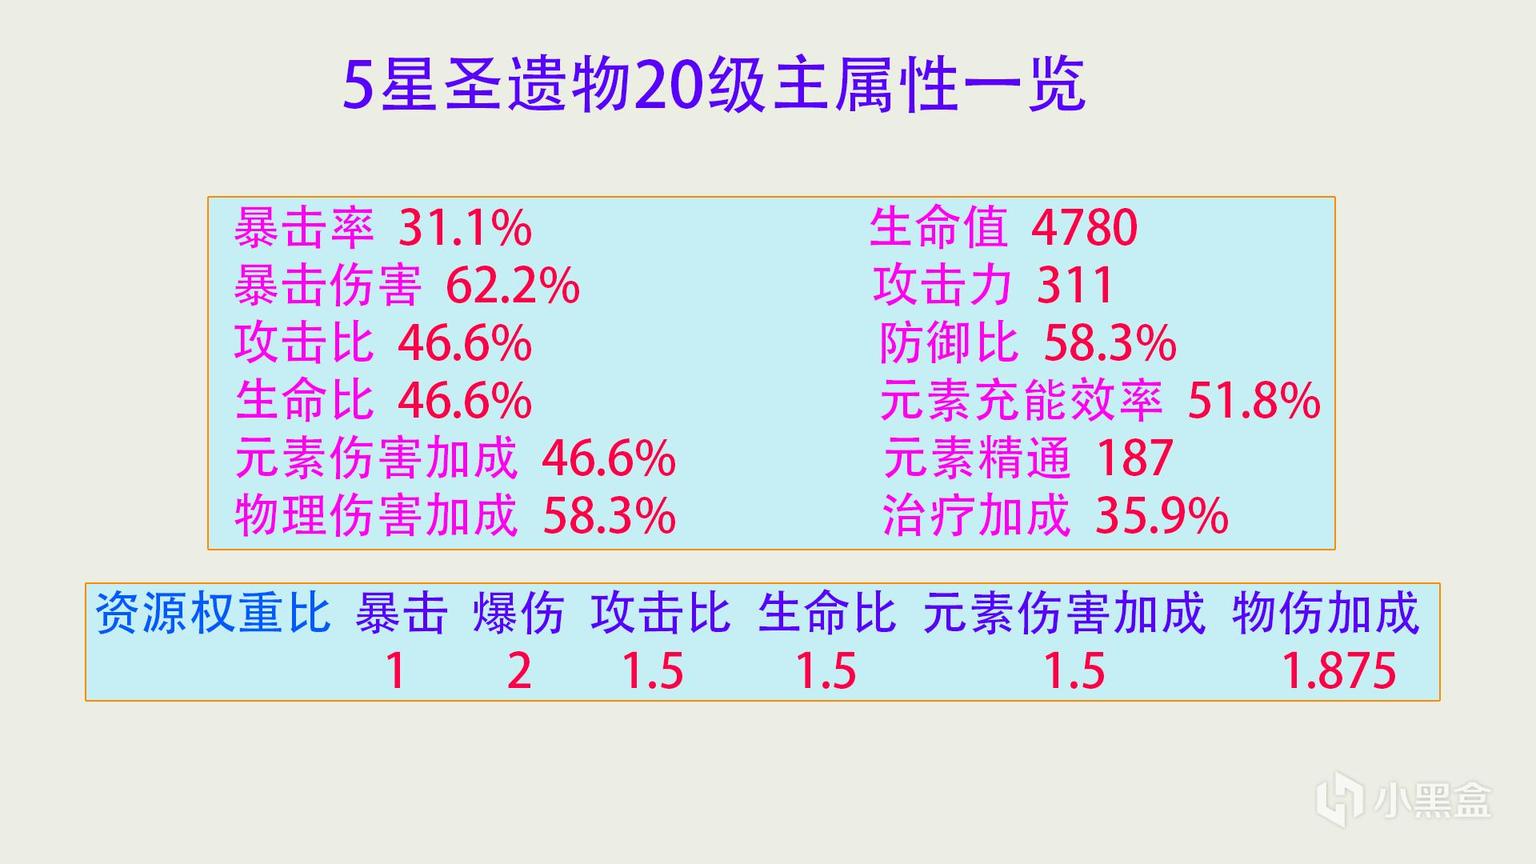 5星圣遗物20级主属性一览
暴击率 31.1% 生命值 4780
暴击伤害 62.2% 攻击力 311
攻击比 46.6% 防御比 58.3%
生命比 46.6% 元素充能效率 51.8%
元素伤害加成 46.6% 元素精通 187
物理伤害加成 58.3% 治疗加成 35.9%
资源权重比 暴击 爆伤 攻击比 生命比 元素伤害加成 物伤加成
1 2 1.5 1.5 1.5 1.875
小黑盒